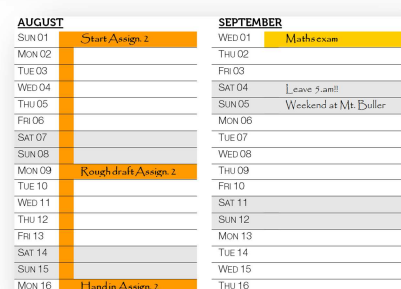 AUGUST
SUN 01 Start Assign. 2
MON 02
TUE 03
WED 04
THU 05
FRI 06
SAT 07
SUN 08
MON 09 Rough draft Assign. 2
TUE 10
WED 11
THU 12
FRI 13
SAT 14
SUN 15
MON 16 Hand in Assign. 2
SEPTEMBER
WED 01 Maths exam
THU 02
FRI 03
SAT 04 Leave 5.am!!
SUN 05 Weekend at Mt. Buller
MON 06
TUE 07
WED 08
THU 09
FRI 10
SAT 11
SUN 12
MON 13
TUE 14
WED 15
THU 16